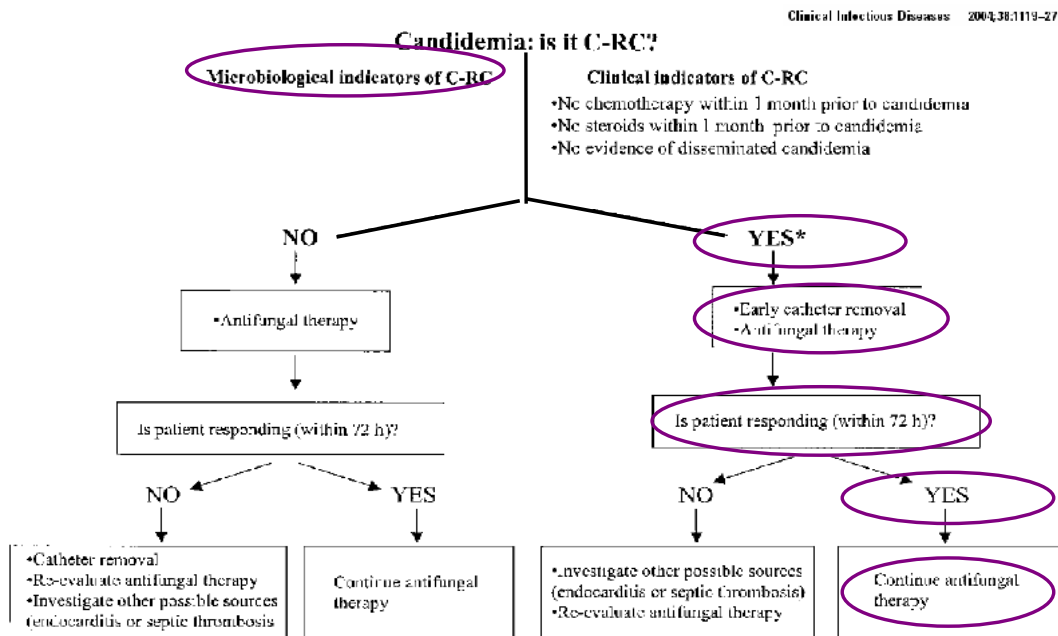 Clinical Infectious Diseases 2004;38:1119–27
Candidemia: is it C-RC?
Microbiological indicators of C-RC
Clinical indicators of C-RC
•No chemotherapy within 1 month prior to candidemia
•No steroids within 1 month prior to candidemia
•No evidence of disseminated candidemia
NO
YES*
•Antifungal therapy
•Early catheter removal
•Antifungal therapy
Is patient responding (within 72 h)?
Is patient responding (within 72 h)?
NO
YES
NO
YES
•Catheter removal
•Re-evaluate antifungal therapy
•Investigate other possible sources
(endocarditis or septic thrombosis
Continue antifungal
therapy
•Investigate other possible sources
(endocarditis or septic thrombosis)
•Re-evaluate antifungal therapy
Continue antifungal
therapy